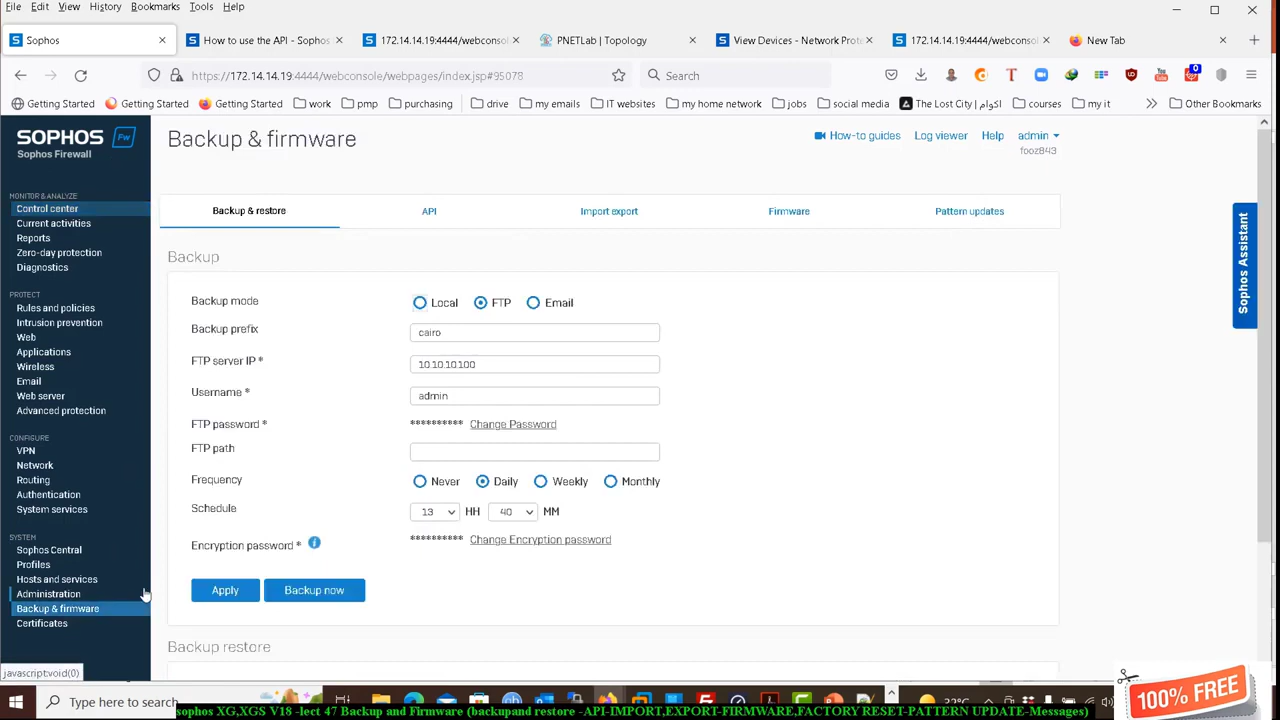 File Edit View History Bookmarks Tools Help
Sophos
How to use the API - Sophos
172.14.14.19:4444/webconsol
PNETLab | Topology
View Devices - Network Prote
172.14.14.19:4444/webconsol
New Tab
https://172.14.14.19:4444/webconsole/webpages/index.jsp#65078
Search
Getting Started Getting Started Getting Started work pmp purchasing drive my emails IT websites my home network jobs social media The Lost City | اكوام courses my it Other Bookmarks
SOPHOS Fw
Sophos Firewall
MONITOR & ANALYZE
Control center
Current activities
Reports
Zero-day protection
Diagnostics
PROTECT
Rules and policies
Intrusion prevention
Web
Applications
Wireless
Email
Web server
Advanced protection
CONFIGURE
VPN
Network
Routing
Authentication
System services
SYSTEM
Sophos Central
Profiles
Hosts and services
Administration
Backup & firmware
Certificates
javascript:void(0)
Backup & firmware
How-to guides Log viewer Help admin
fooz843
Backup & restore API Import export Firmware Pattern updates
Backup
Backup mode Local FTP Email
Backup prefix cairo
FTP server IP * 10.10.10.100
Username * admin
FTP password * ********** Change Password
FTP path
Frequency Never Daily Weekly Monthly
Schedule 13 HH 40 MM
Encryption password * ********** Change Encryption password
Apply Backup now
Backup restore
Sophos Assistant
Type here to search
100% FREE
sophos XG,XGS V18 -lec 47 Backup and Firmware (backupand restore -API-IMPORT,EXPORT-FIRMWARE,FACTORY RESET-PATTERN UPDATE-Messages)